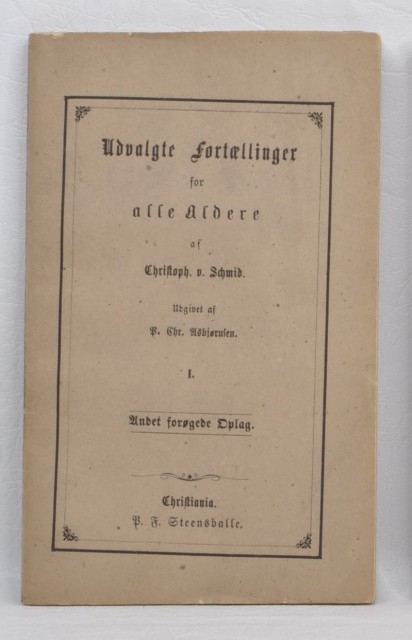 Udvalgte Fortællinger
for
alle Aldere
af
Christoph. v. Schmid.
Udgivet af
P. Chr. Asbjørnsen.
I.
Andet forøgede Oplag.
Christiania.
P. F. Steensballe.